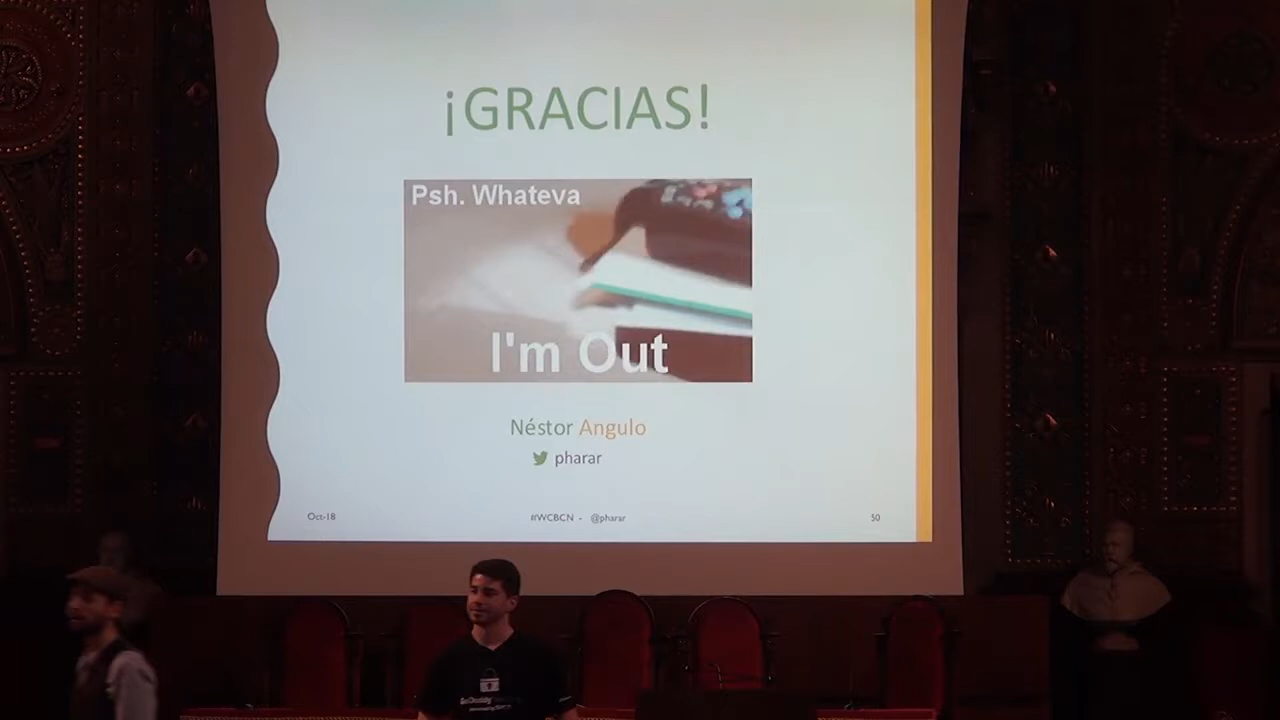 ¡GRACIAS!
Psh. Whateva
I'm Out
Néstor Angulo
pharar
Oct-18
#WCBCN - @pharar
50